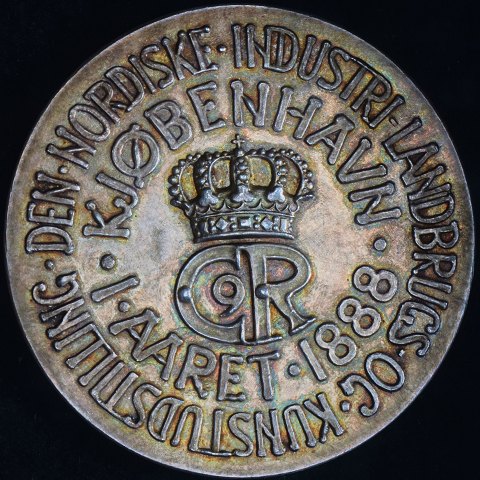 DEN · NORDISKE · INDUSTRI-LANDBRUGS-OG-KUNSTUDSTILLING ·
KJØBENHAVN ·
C9R
I · AARET · 1888 ·